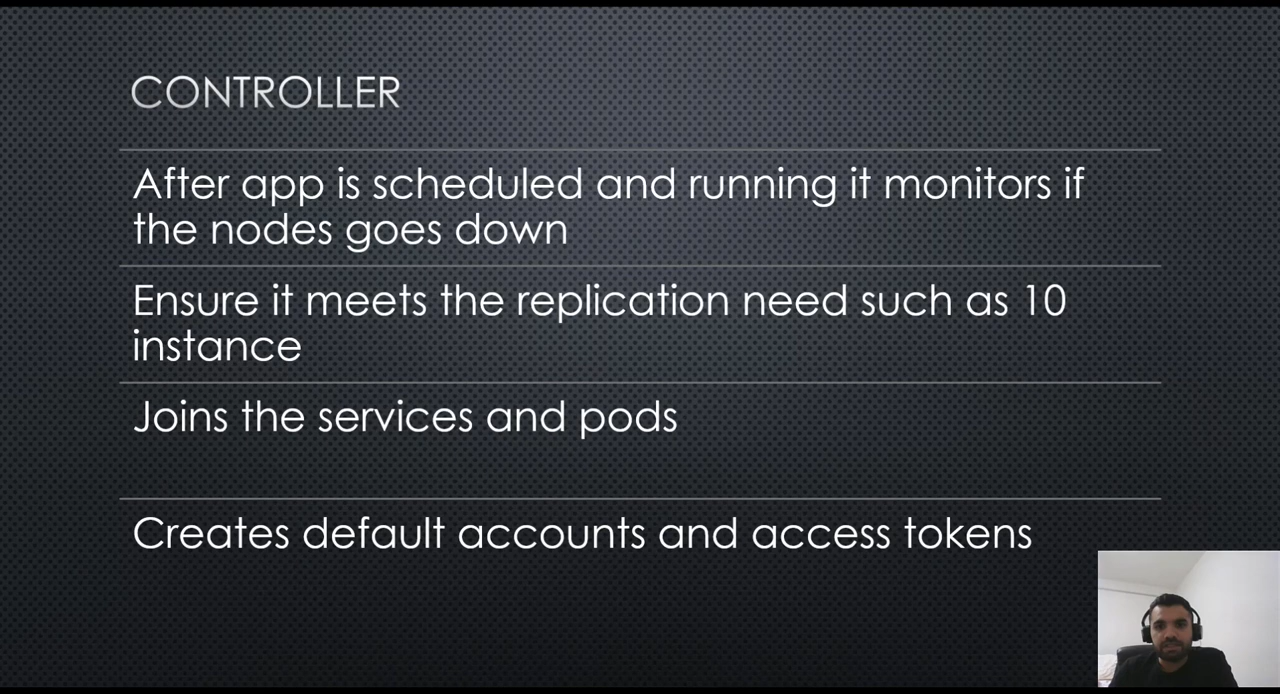 CONTROLLER
After app is scheduled and running it monitors if
the nodes goes down
Ensure it meets the replication need such as 10
instance
Joins the services and pods
Creates default accounts and access tokens